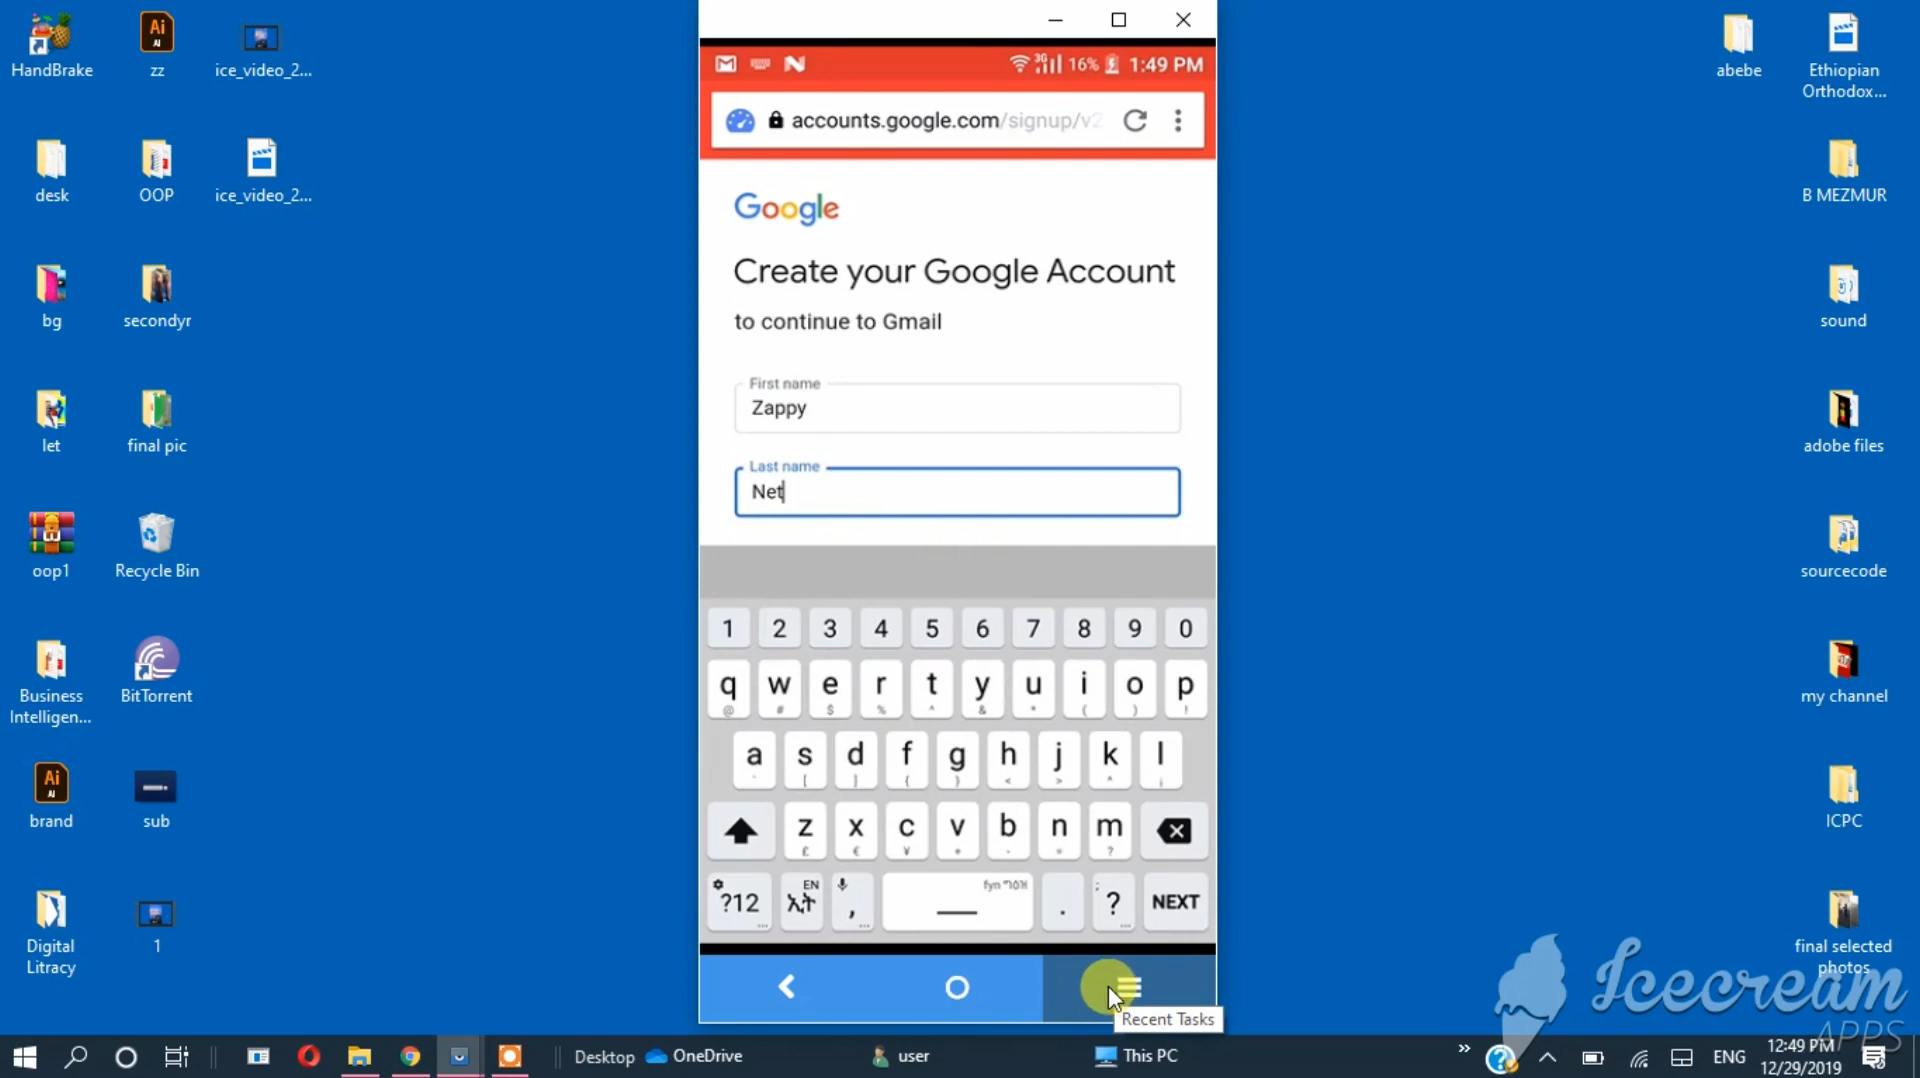 HandBrake
zz
ice_video_2...
desk
OOP
ice_video_2...
bg
secondyr
let
final pic
oop1
Recycle Bin
Business
Intelligen...
BitTorrent
brand
sub
Digital
Litracy
1
3G 16% 1:49 PM
accounts.google.com/signup/v2
Google
Create your Google Account
to continue to Gmail
First name
Zappy
Last name
Net
1 2 3 4 5 6 7 8 9 0
q w e r t y u i o p
@ # $ % ^ & * ( ) !
a s d f g h j k l
z x c v b n m
?12 EN ኢት , . ? NEXT
Recent Tasks
abebe
Ethiopian
Orthodox...
B MEZMUR
sound
adobe files
sourcecode
my channel
ICPC
final selected
photos
Icecream
APPS
Desktop OneDrive user This PC
ENG
12:49 PM
12/29/2019